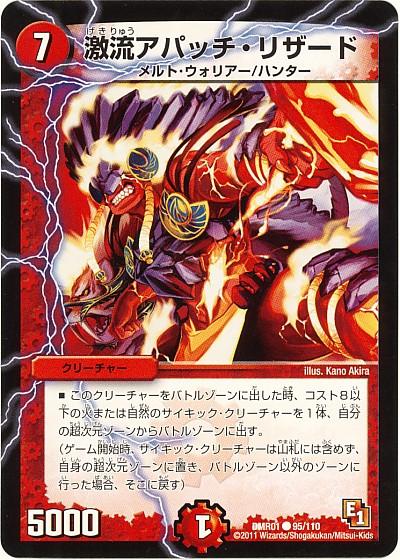 7
げきりゅう
激流アパッチ・リザード
メルト・ウォリアー/ハンター
クリーチャー
illus. Kano Akira
■ このクリーチャーをバトルゾーンに出した時、コスト8以
下の火または自然のサイキック・クリーチャーを1体、自分
の超次元ゾーンからバトルゾーンに出す。
(ゲーム開始時、サイキック・クリーチャーは山札には含めず、
自身の超次元ゾーンに置き、バトルゾーン以外のゾーンに
行った場合、そこに戻す)
5000
1
DMR01 ● 95/110
©2011 Wizards/Shogakukan/Mitsui-Kids
E1